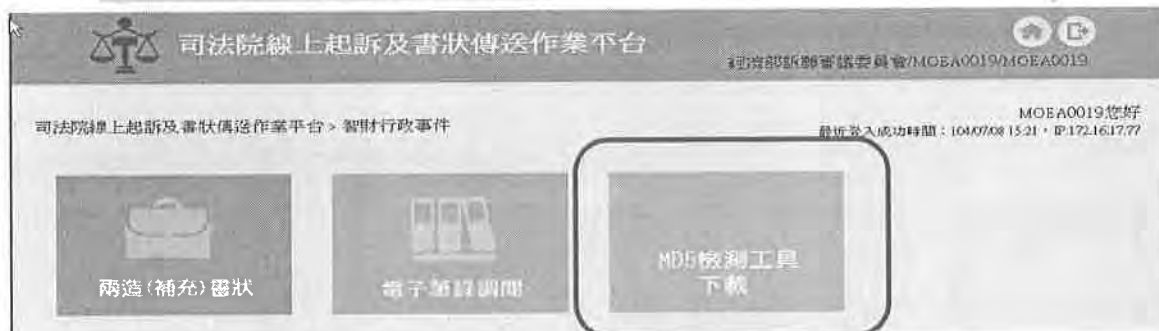 司法院線上起訴及書狀傳送作業平台
經濟部訴願審議委員會/MOEA0019/MOEA0019
MOEA0019您好
司法院線上起訴及書狀傳送作業平台 > 智財行政事件
最近登入成功時間：104/07/08 15:21，IP:172.16.17.77
兩造(補充)書狀
電子筆錄調閱
MD5檢測工具
下載